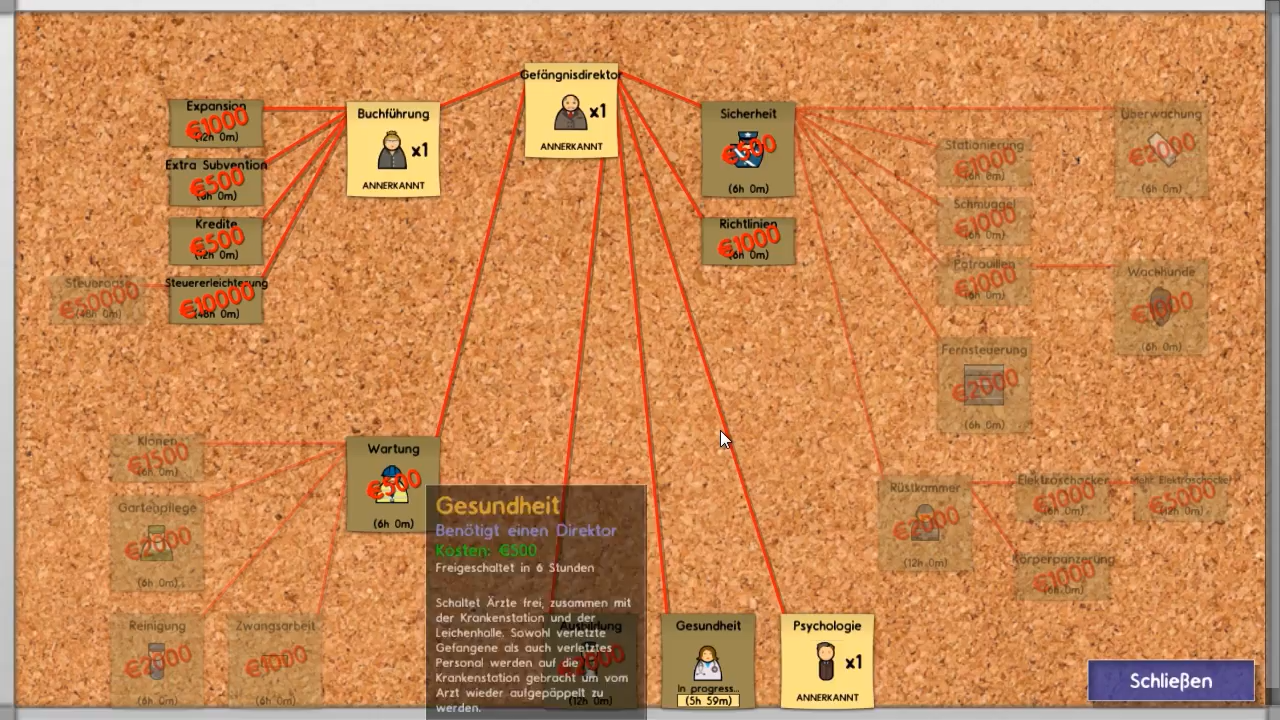 Gefängnisdirektor
x1
ANNERKANNT
Expansion
€1000
(12h 0m)
Extra Subvention
€500
(6h 0m)
Kredite
€500
(12h 0m)
€50000
(48h 0m)
Steuererleichterung
€10000
(48h 0m)
Buchführung
x1
ANNERKANNT
Sicherheit
€500
(6h 0m)
Richtlinien
€1000
(6h 0m)
Stationierung
€1000
(6h 0m)
Schmuggel
€1000
(6h 0m)
Patrouillen
€1000
(6h 0m)
Überwachung
(6h 0m)
Wachhunde
€1000
(6h 0m)
Fernsteuerung
€2000
(6h 0m)
Klonen
€1500
(6h 0m)
Gartenpflege
€2000
(6h 0m)
Reinigung
€2000
(6h 0m)
Zwangsarbeit
€1000
(6h 0m)
Wartung
€500
(6h 0m)
Rüstkammer
€2000
(12h 0m)
Elektroschocker
€1000
(6h 0m)
Mehr Elektroschocker
€5000
(12h 0m)
Körperpanzerung
€1000
(6h 0m)
Gesundheit
Benötigt einen Direktor
Kosten: €500
Freigeschaltet in 6 Stunden
Schaltet Ärzte frei, zusammen mit
der Krankenstation und der
Leichenhalle. Sowohl verletzte
Gefangene als auch verletztes
Personal werden auf die
Krankenstation gebracht um vom
Arzt wieder aufgepäppelt zu
werden.
Ausbildung
(12h 0m)
Gesundheit
In progress...
(5h 59m)
Psychologie
x1
ANNERKANNT
Schließen